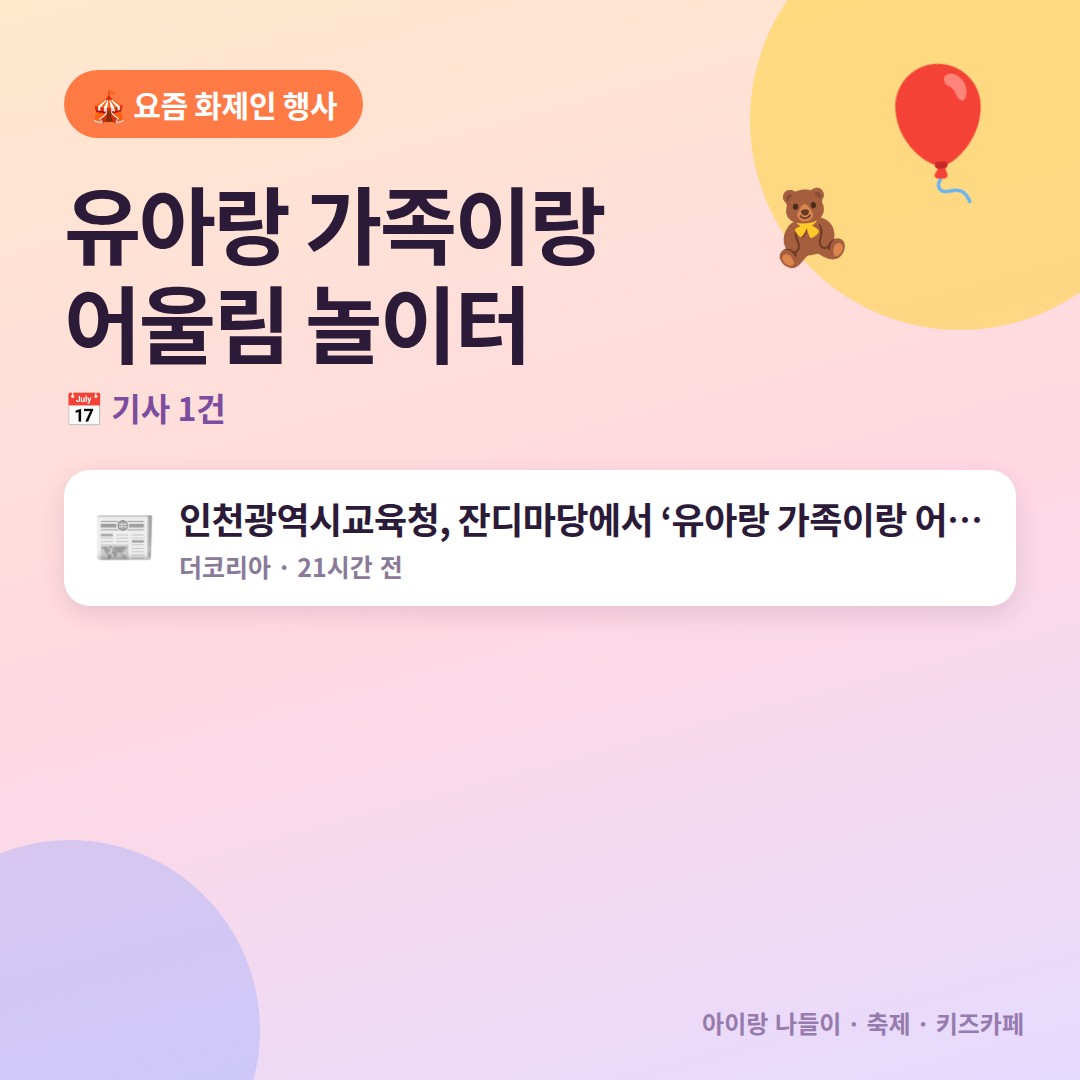 🎪 요즘 화제인 행사
유아랑 가족이랑
어울림 놀이터
📅 기사 1건
인천광역시교육청, 잔디마당에서 ‘유아랑 가족이랑 어…
더코리아 · 21시간 전
아이랑 나들이 · 축제 · 키즈카페